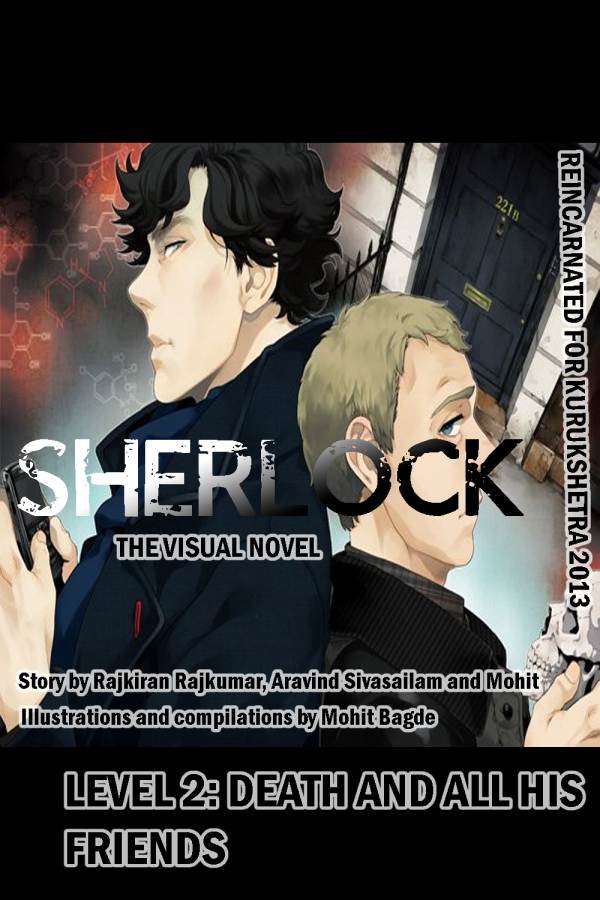 221B
REINCARNATED FOR KURUKSHETRA 2013
SHERLOCK
THE VISUAL NOVEL
Story by Rajkiran Rajkumar, Aravind Sivasailam and Mohit
Illustrations and compilations by Mohit Bagde
LEVEL 2: DEATH AND ALL HIS
FRIENDS